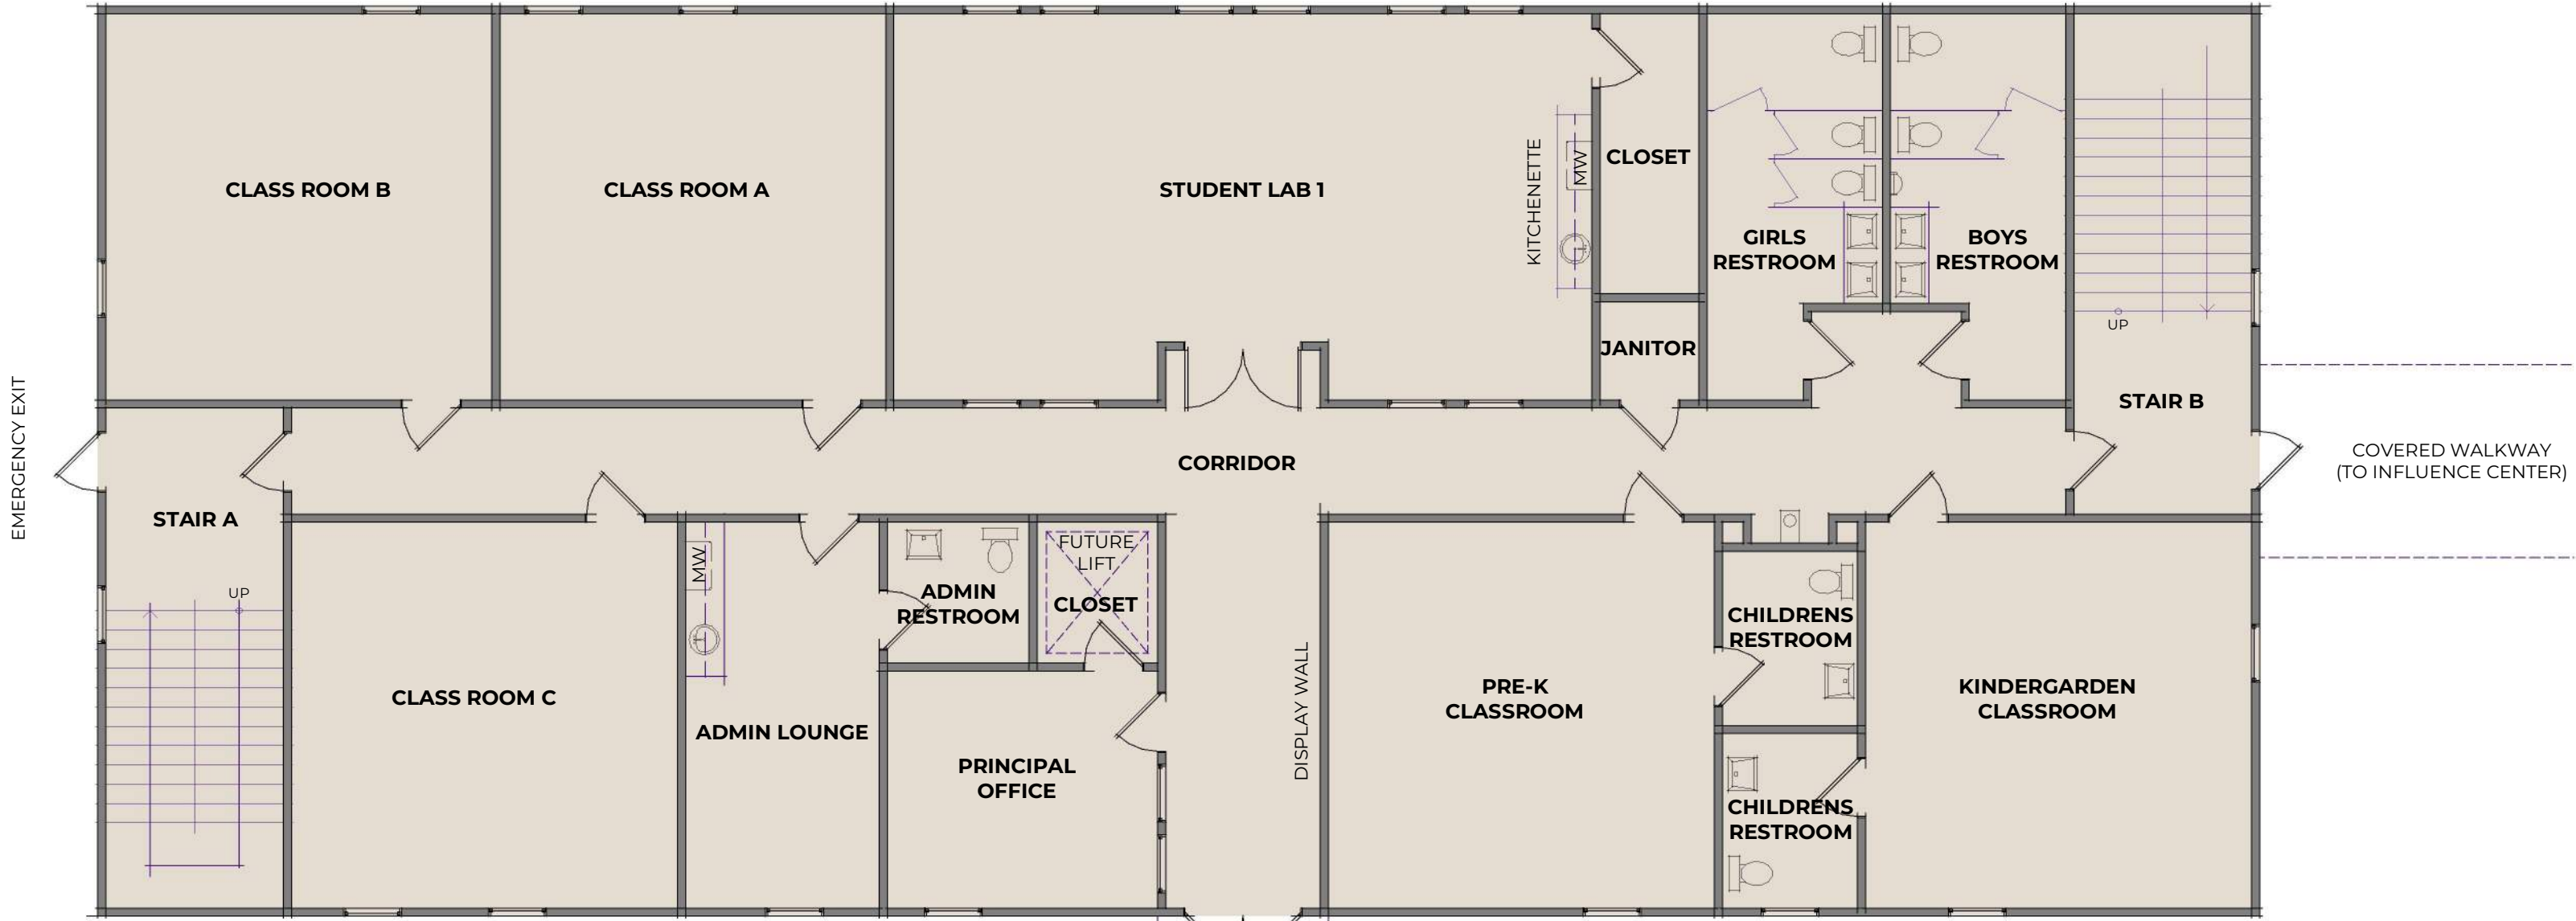 CLASS ROOM B
CLASS ROOM A
STUDENT LAB 1
KITCHENETTE
MW
CLOSET
JANITOR
GIRLS
RESTROOM
BOYS
RESTROOM
UP
STAIR B
EMERGENCY EXIT
CORRIDOR
COVERED WALKWAY
(TO INFLUENCE CENTER)
STAIR A
UP
CLASS ROOM C
MW
ADMIN LOUNGE
ADMIN
RESTROOM
FUTURE
LIFT
CLOSET
PRINCIPAL
OFFICE
DISPLAY WALL
PRE-K
CLASSROOM
CHILDRENS
RESTROOM
CHILDRENS
RESTROOM
KINDERGARDEN
CLASSROOM